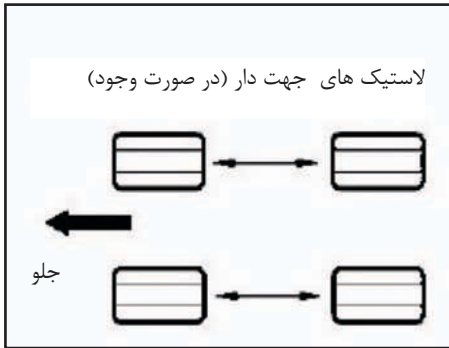 لاستیک های جهت دار (در صورت وجود)
جلو